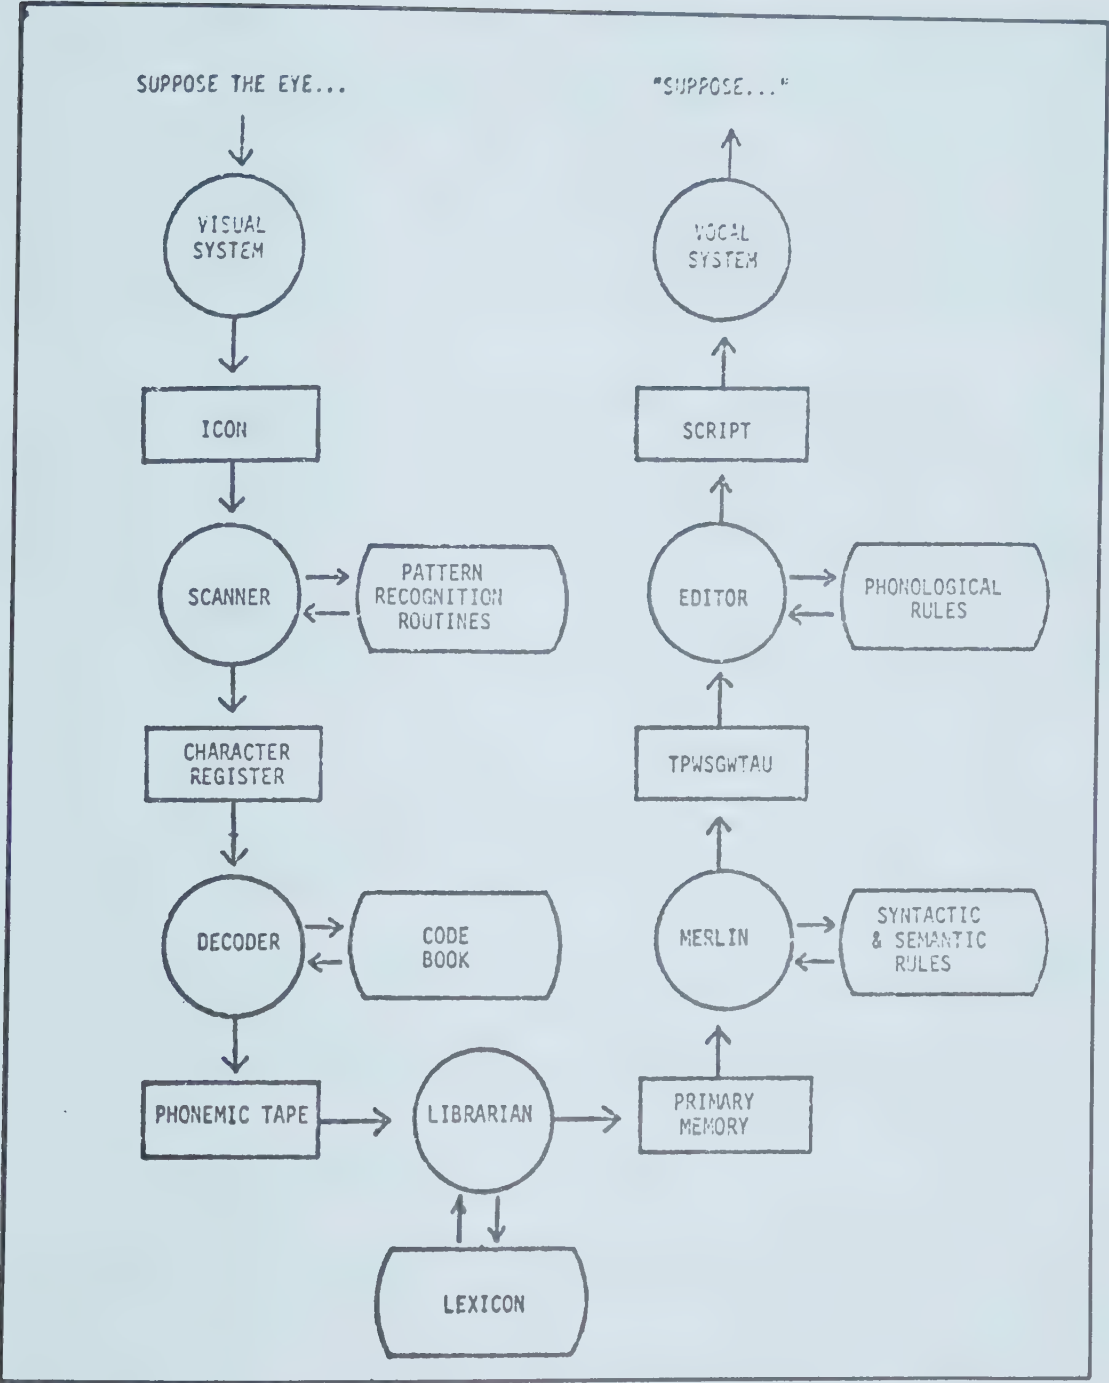 SUPPOSE THE EYE...
VISUAL
SYSTEM
ICON
SCANNER
PATTERN
RECOGNITION
ROUTINES
CHARACTER
REGISTER
DECODER
CODE
BOOK
PHONEMIC TAPE
LIBRARIAN
LEXICON
PRIMARY
MEMORY
MERLIN
SYNTACTIC
& SEMANTIC
RULES
TPWSGWTAU
EDITOR
PHONOLOGICAL
RULES
SCRIPT
VOCAL
SYSTEM
"SUPPOSE..."